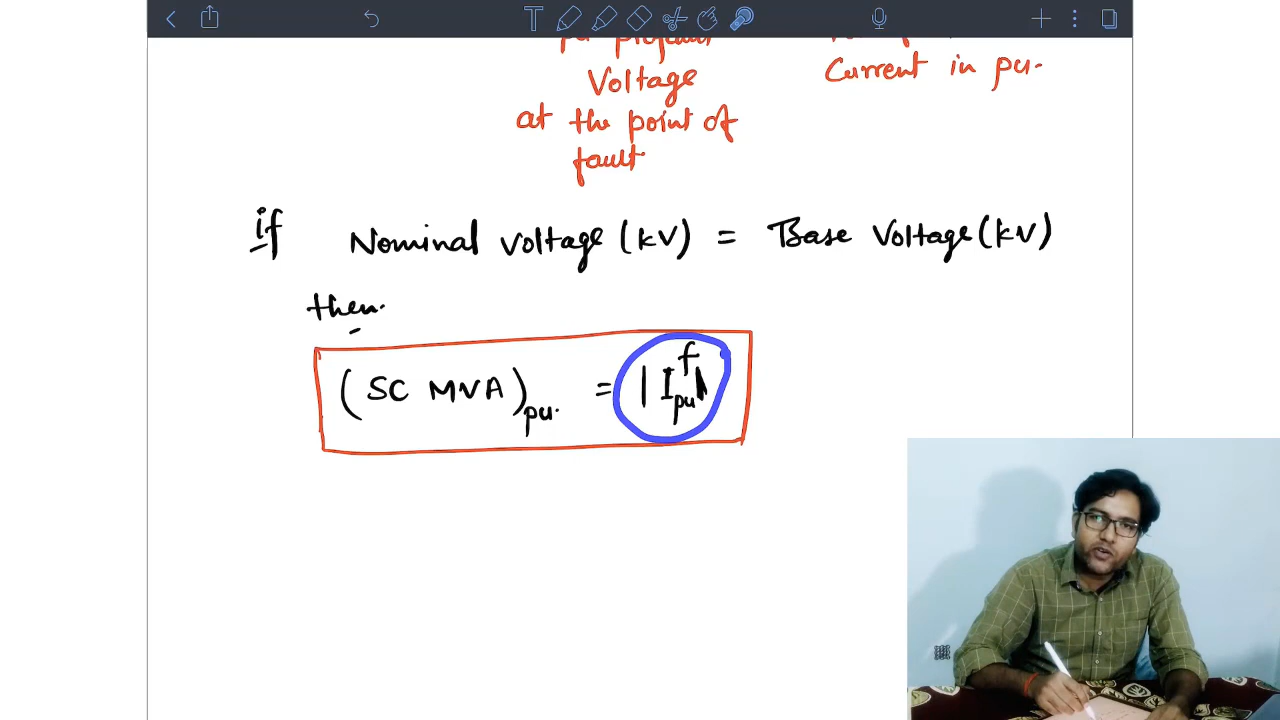 Voltage
Current in pu.
at the point of
fault
if Nominal voltage (kV) = Base Voltage (kV)
then.
(SC MVA)pu. = |I^f_pu|